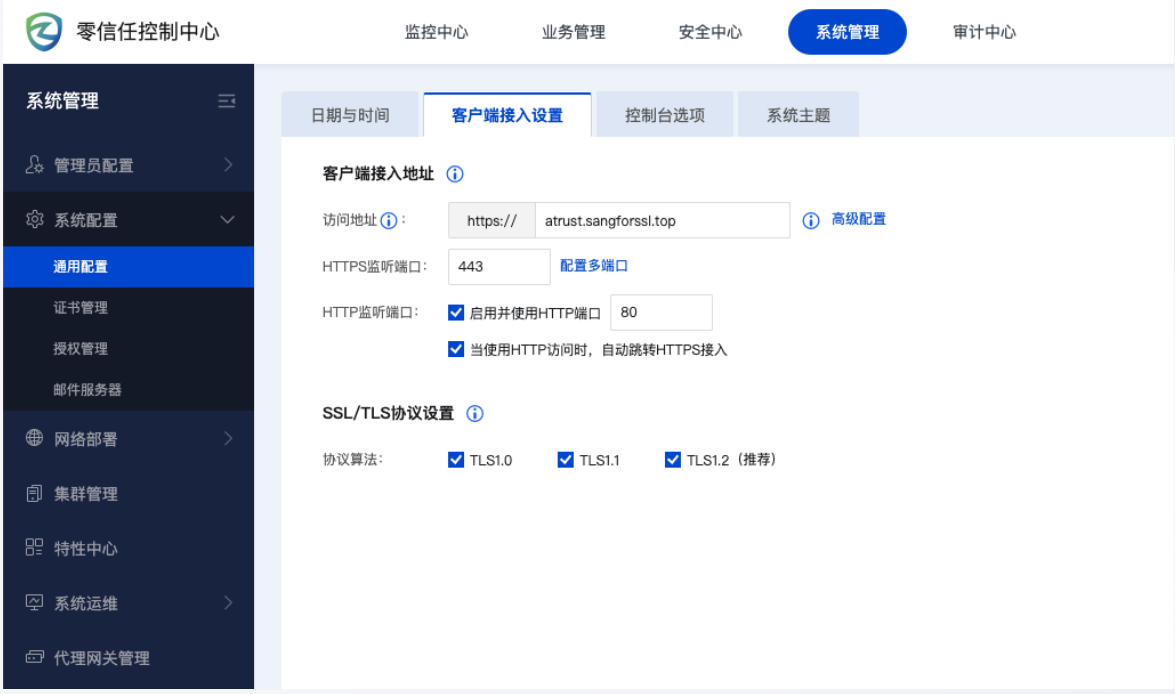 零信任控制中心 监控中心 业务管理 安全中心 系统管理 审计中心
系统管理
管理员配置
系统配置
通用配置
证书管理
授权管理
邮件服务器
网络部署
集群管理
特性中心
系统运维
代理网关管理
日期与时间 客户端接入设置 控制台选项 系统主题
客户端接入地址
访问地址 : https:// atrust.sangforssl.top 高级配置
HTTPS监听端口: 443 配置多端口
HTTP监听端口: 启用并使用HTTP端口 80
当使用HTTP访问时，自动跳转HTTPS接入
SSL/TLS协议设置
协议算法: TLS1.0 TLS1.1 TLS1.2（推荐）